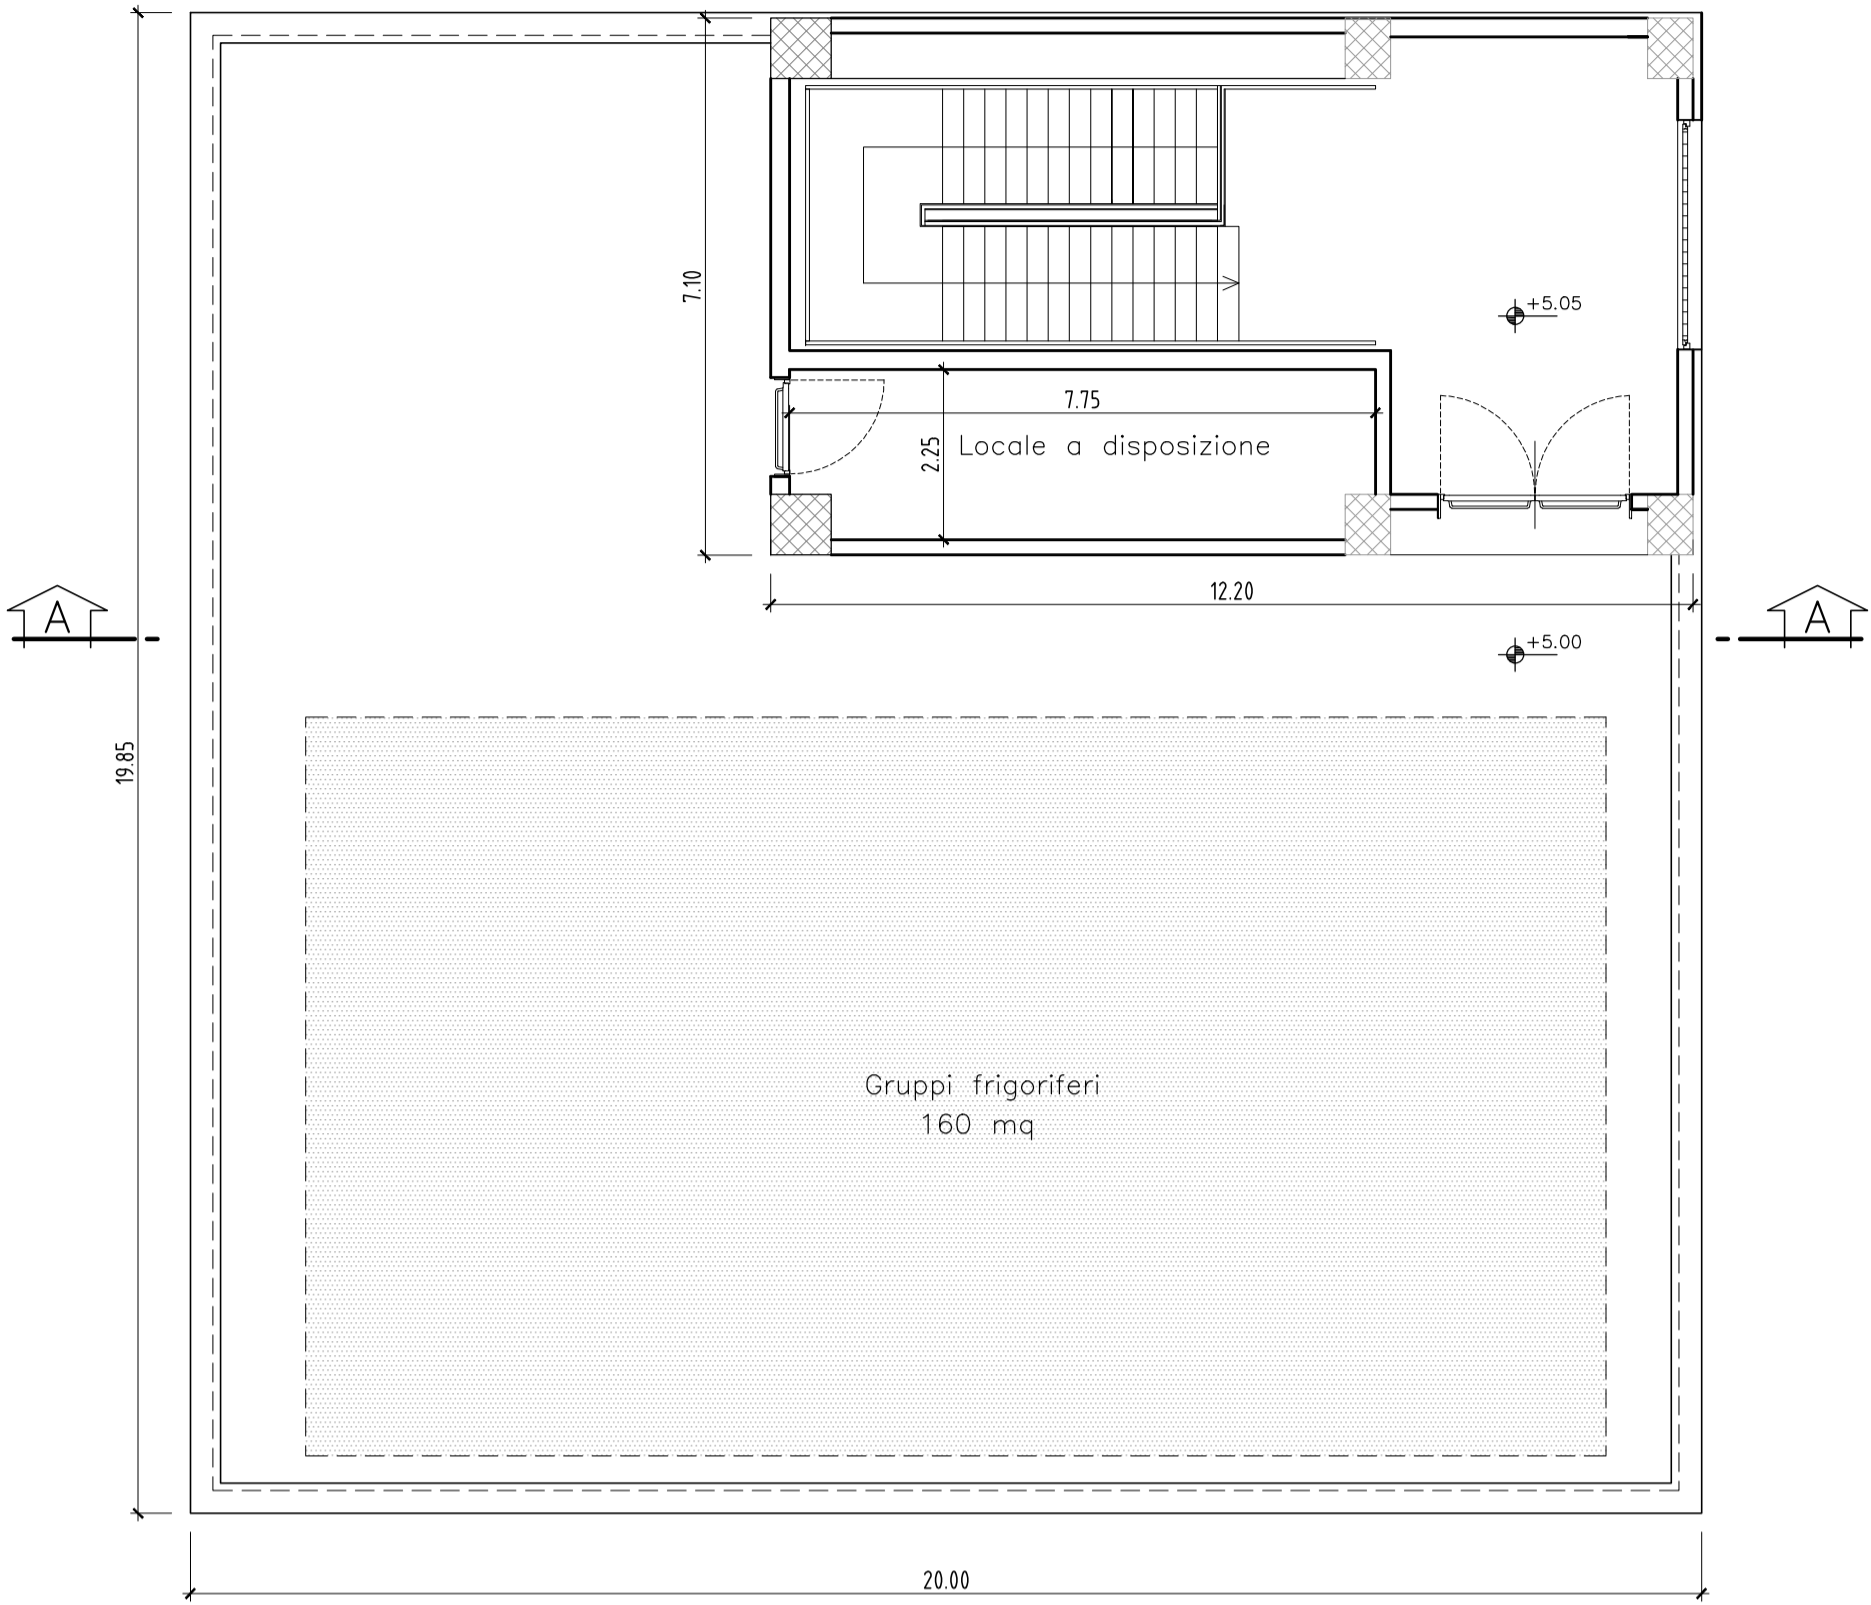 7.10
+5.05
7.75
2.25
Locale a disposizione
12.20
A
A
+5.00
19.85
Gruppi frigoriferi
160 mq
20.00